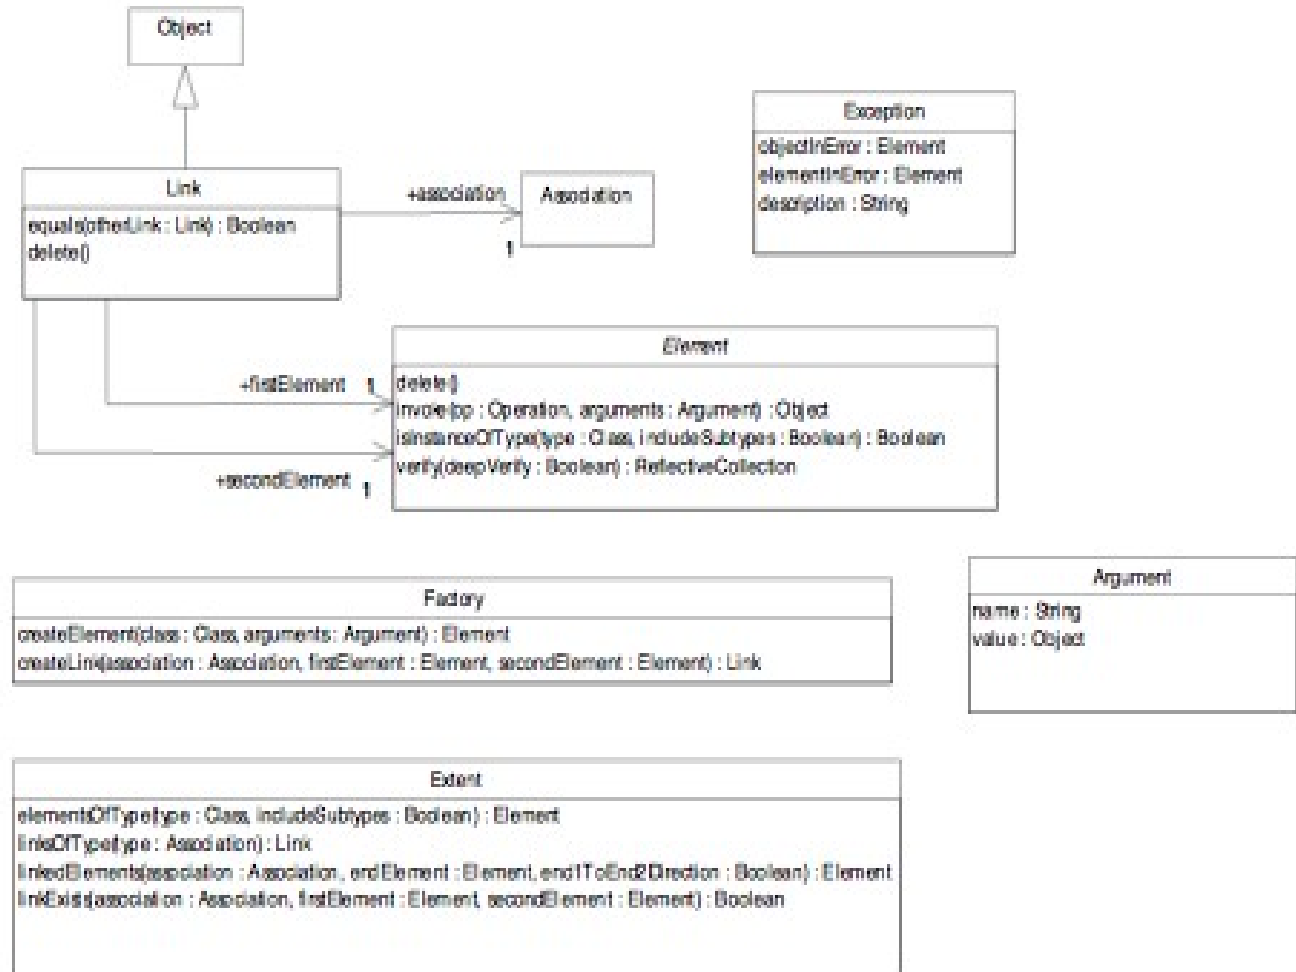 Object
Exception
objectInError : Element
elementInError : Element
description : String
Link
equals(otherLink : Link) : Boolean
delete()
+association
Association
1
Element
delete()
invoke(op : Operation, arguments : Argument) : Object
isInstanceOfType(type : Class, includeSubtypes : Boolean) : Boolean
verify(deepVerify : Boolean) : ReflectiveCollection
+firstElement 1
+secondElement 1
Factory
createElement(class : Class, arguments : Argument) : Element
createLink(association : Association, firstElement : Element, secondElement : Element) : Link
Argument
name : String
value : Object
Extent
elementsOfType(type : Class, includeSubtypes : Boolean) : Element
linksOfType(type : Association) : Link
linkedElements(association : Association, endElement : Element, end1ToEnd2Direction : Boolean) : Element
linkExists(association : Association, firstElement : Element, secondElement : Element) : Boolean